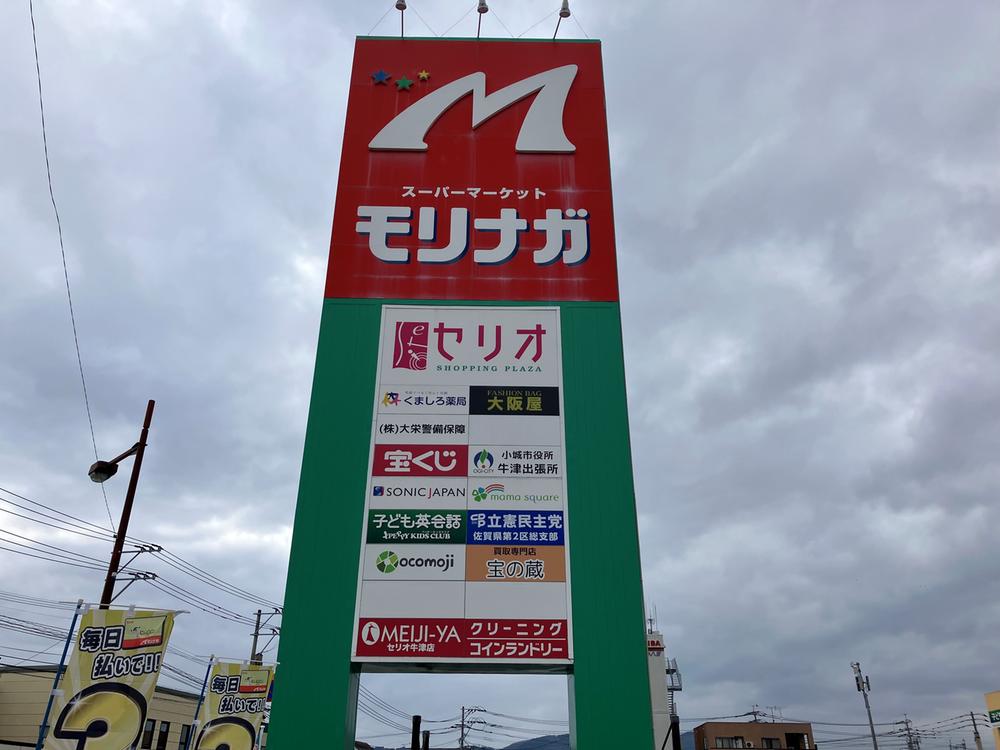 M
スーパーマーケット
モリナガ
セリオ
SHOPPING PLAZA
くましろ薬局
FASHION BAG
大阪屋
(株)大栄警備保障
宝くじ
OGI-CITY
小城市役所
牛津出張所
SONIC JAPAN
mama square
子ども英会話
PEPPY KIDS CLUB
立憲民主党
佐賀県第2区総支部
ocomoji
買取専門店
宝の蔵
MEIJI-YA
セリオ牛津店
クリーニング
コインランドリー
毎日
払いで!!
毎日
払いで!!